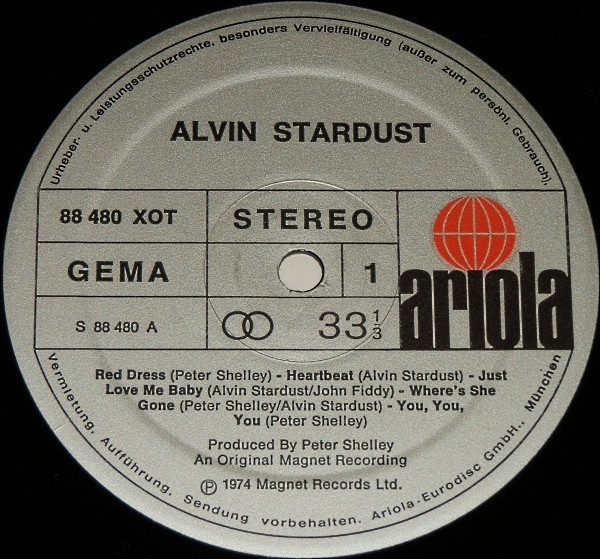 Urheber- u. Leistungsschutzrechte, besonders Vervielfältigung (außer zum persönl. Gebrauch),
ALVIN STARDUST
88 480 XOT
STEREO
GEMA
1
ariola
S 88 480 A
33 1/3
Red Dress (Peter Shelley) - Heartbeat (Alvin Stardust) - Just
Love Me Baby (Alvin Stardust/John Fiddy) - Where's She
Gone (Peter Shelley/Alvin Stardust) - You, You,
You (Peter Shelley)
Produced By Peter Shelley
An Original Magnet Recording
Ⓟ 1974 Magnet Records Ltd.
Vermietung, Aufführung, Sendung vorbehalten. Ariola-Eurodisc GmbH., München